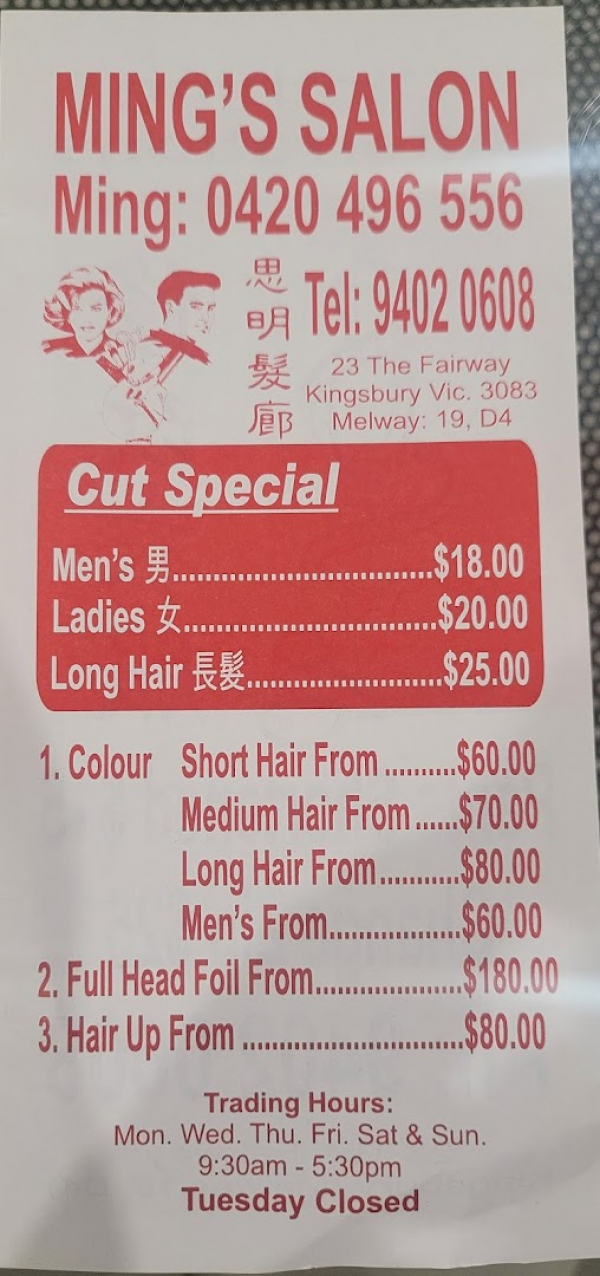 MING'S SALON
Ming: 0420 496 556
思明髮廊
Tel: 9402 0608
23 The Fairway
Kingsbury Vic. 3083
Melway: 19, D4
Cut Special
Men's 男................................$18.00
Ladies 女...............................$20.00
Long Hair 長髮........................$25.00
1. Colour Short Hair From ..........$60.00
Medium Hair From ......$70.00
Long Hair From...........$80.00
Men's From..................$60.00
2. Full Head Foil From....................$180.00
3. Hair Up From ..............................$80.00
Trading Hours:
Mon. Wed. Thu. Fri. Sat & Sun.
9:30am - 5:30pm
Tuesday Closed